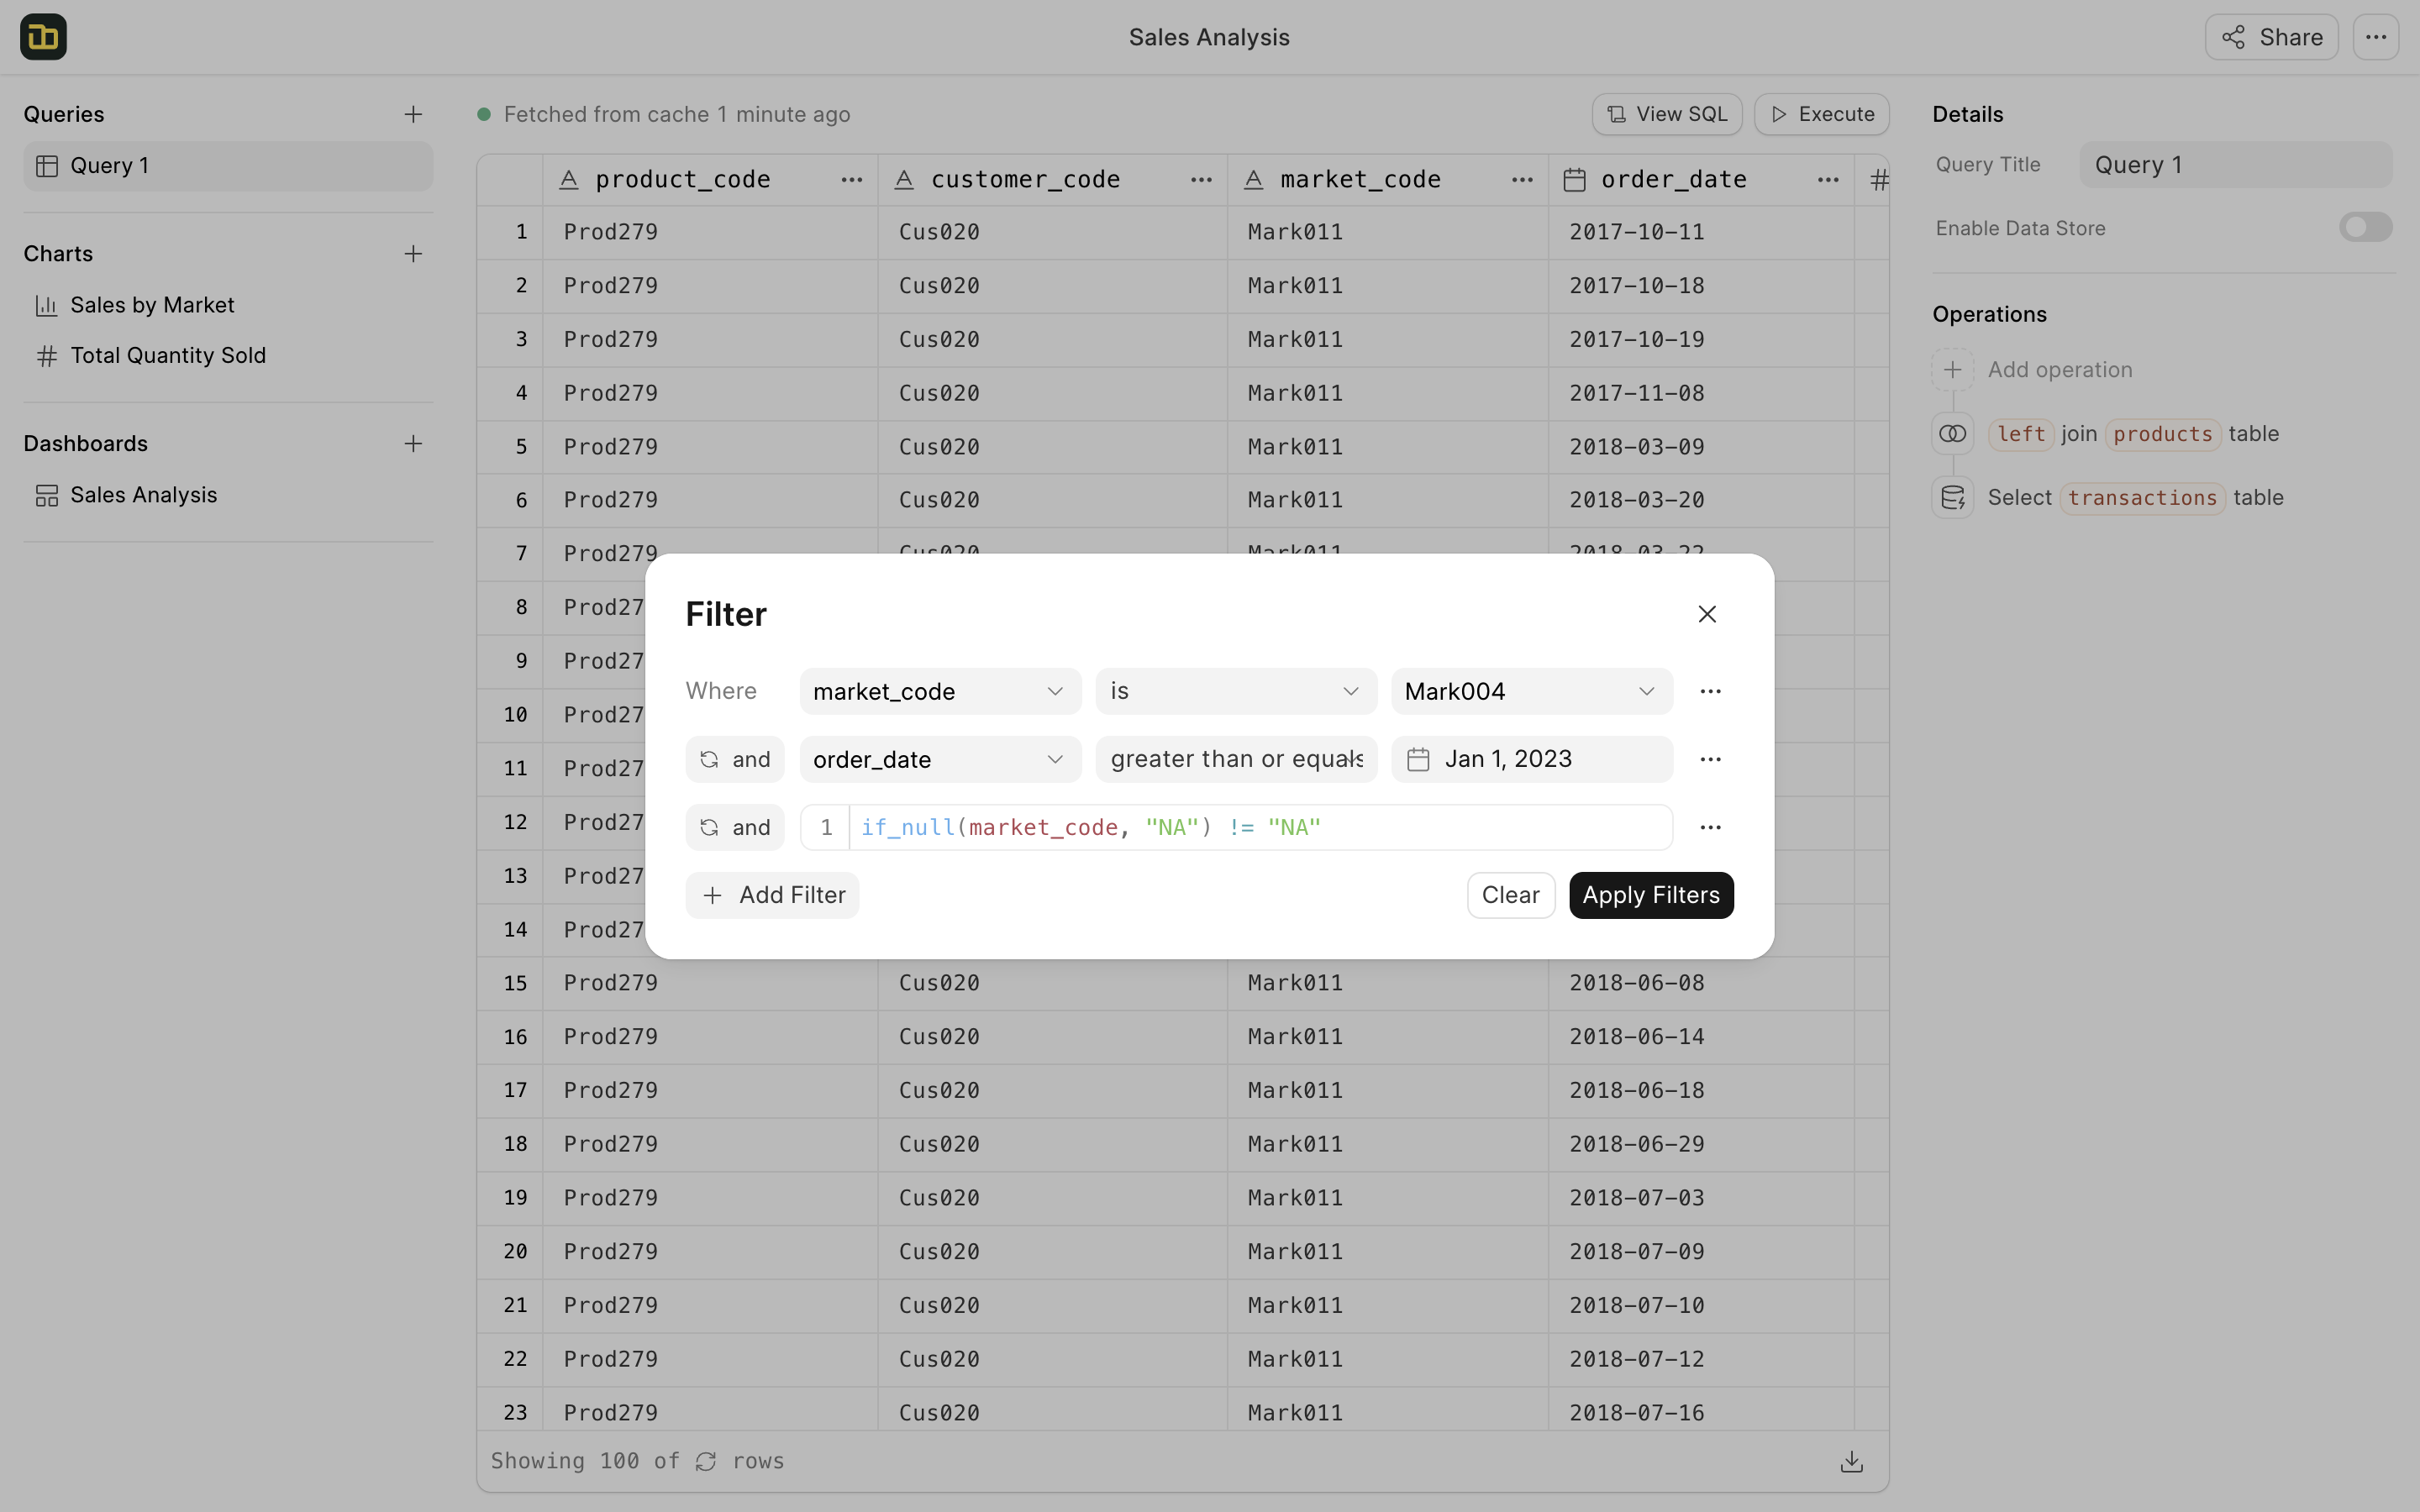 Sales Analysis
Share
Queries
Query 1
Charts
Sales by Market
Total Quantity Sold
Dashboards
Sales Analysis
Fetched from cache 1 minute ago
View SQL
Execute
product_code customer_code market_code order_date
1 Prod279 Cus020 Mark011 2017-10-11
2 Prod279 Cus020 Mark011 2017-10-18
3 Prod279 Cus020 Mark011 2017-10-19
4 Prod279 Cus020 Mark011 2017-11-08
5 Prod279 Cus020 Mark011 2018-03-09
6 Prod279 Cus020 Mark011 2018-03-20
7 Prod279 Cus020 Mark011 2018-03-22
8 Prod27
9 Prod27
10 Prod27
11 Prod27
12 Prod27
13 Prod27
14 Prod27
15 Prod279 Cus020 Mark011 2018-06-08
16 Prod279 Cus020 Mark011 2018-06-14
17 Prod279 Cus020 Mark011 2018-06-18
18 Prod279 Cus020 Mark011 2018-06-29
19 Prod279 Cus020 Mark011 2018-07-03
20 Prod279 Cus020 Mark011 2018-07-09
21 Prod279 Cus020 Mark011 2018-07-10
22 Prod279 Cus020 Mark011 2018-07-12
23 Prod279 Cus020 Mark011 2018-07-16
Showing 100 of rows
Filter
Where market_code is Mark004
and order_date greater than or equals Jan 1, 2023
and 1 if_null(market_code, "NA") != "NA"
Add Filter
Clear
Apply Filters
Details
Query Title Query 1
Enable Data Store
Operations
Add operation
left join products table
Select transactions table